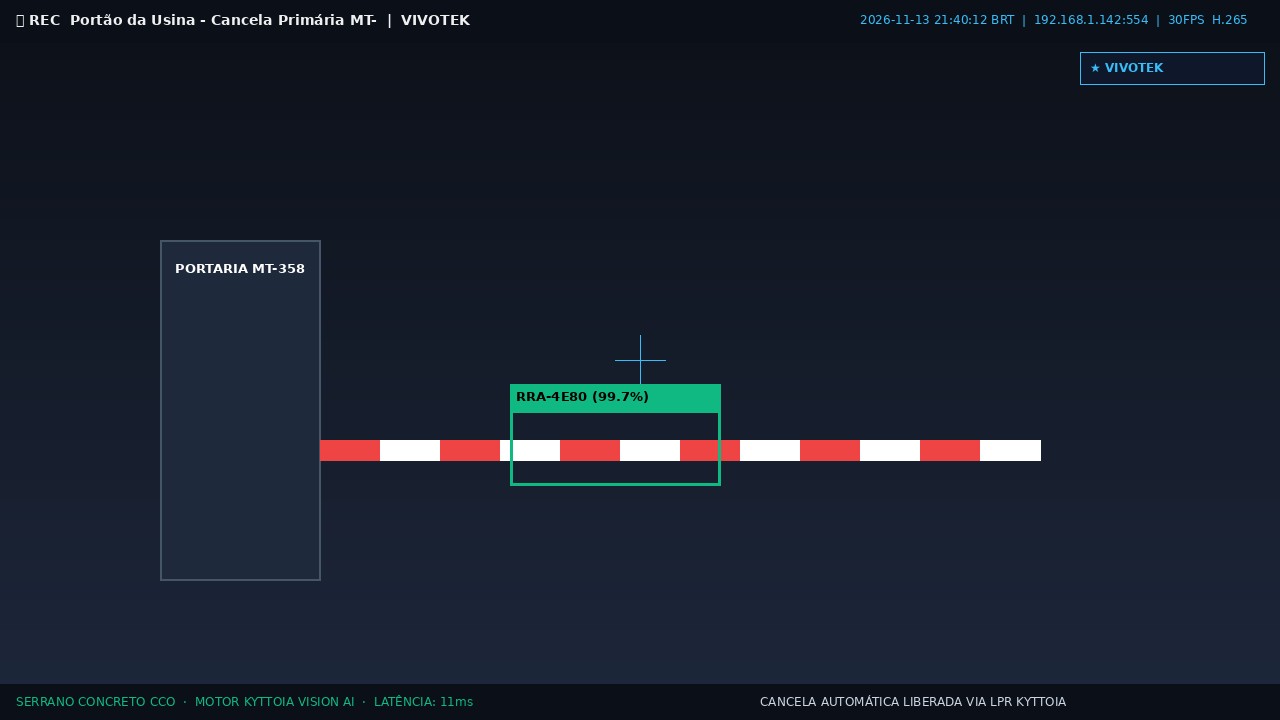 REC  Portão da Usina - Cancela Primária MT-  |  VIVOTEK
2026-11-13 21:40:12 BRT  |  192.168.1.142:554  |  30FPS  H.265
★ VIVOTEK
PORTARIA MT-358
RRA-4E80 (99.7%)
SERRANO CONCRETO CCO  ·  MOTOR KYTTOIA VISION AI  ·  LATÊNCIA: 11ms
CANCELA AUTOMÁTICA LIBERADA VIA LPR KYTTOIA